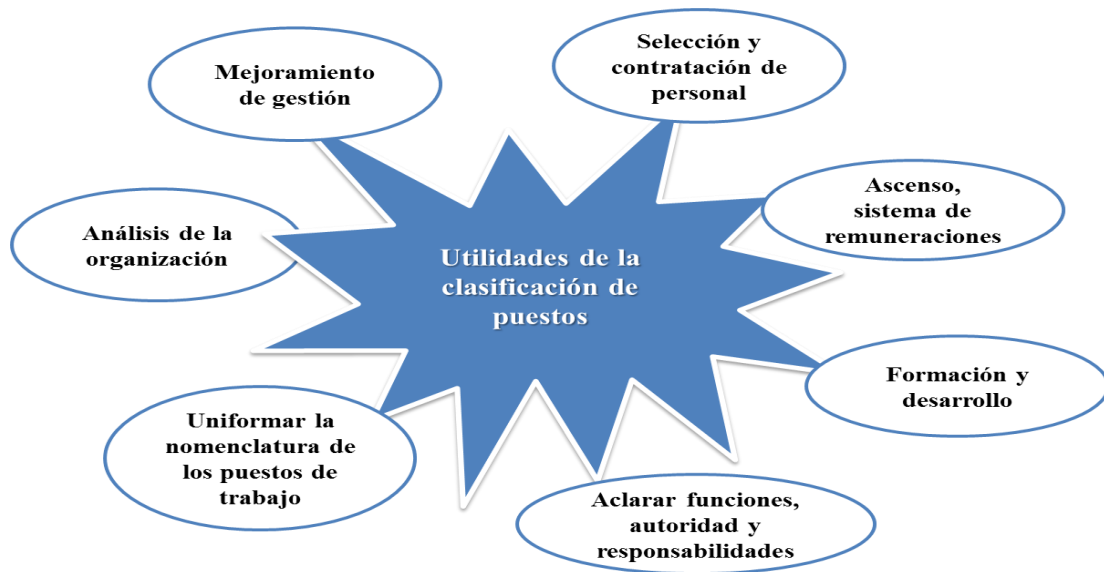 Mejoramiento
de gestión
Selección y
contratación de
personal
Ascenso,
sistema de
remuneraciones
Análisis de la
organización
Utilidades de la
clasificación de
puestos
Formación y
desarrollo
Uniformar la
nomenclatura de
los puestos de
trabajo
Aclarar funciones,
autoridad y
responsabilidades